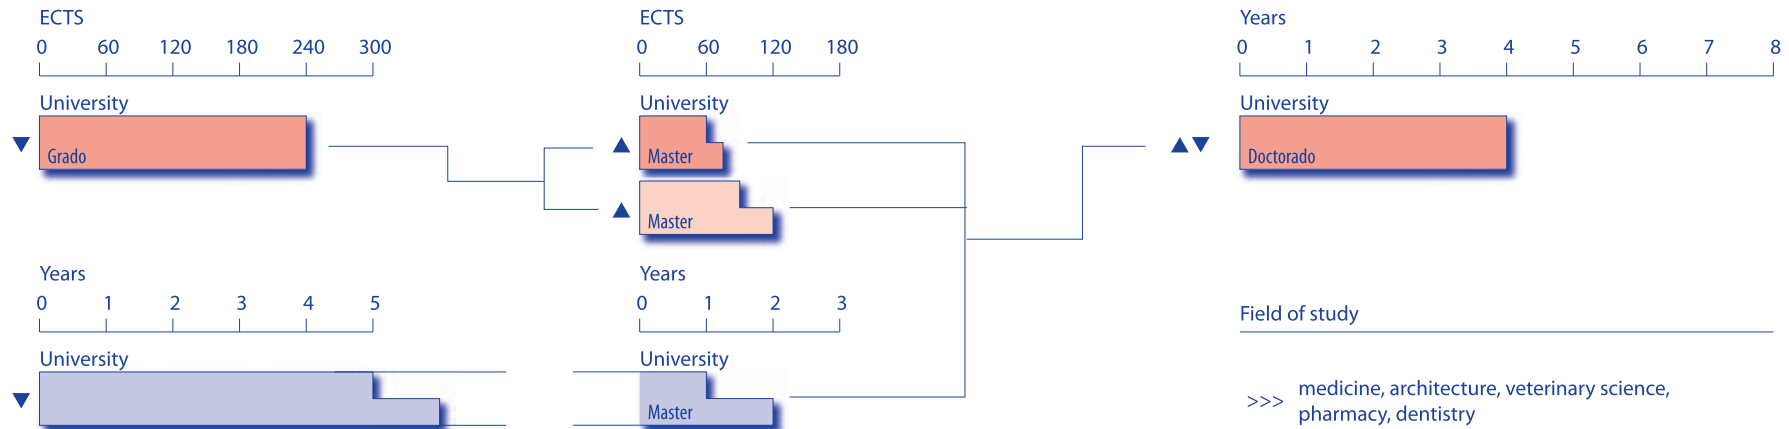 ECTS
0 60 120 180 240 300
University
Grado
ECTS
0 60 120 180
University
Master
Master
Years
0 1 2 3 4 5 6 7 8
University
Doctorado
Years
0 1 2 3 4 5
University
Years
0 1 2 3
University
Master
Field of study
>>> medicine, architecture, veterinary science,
pharmacy, dentistry